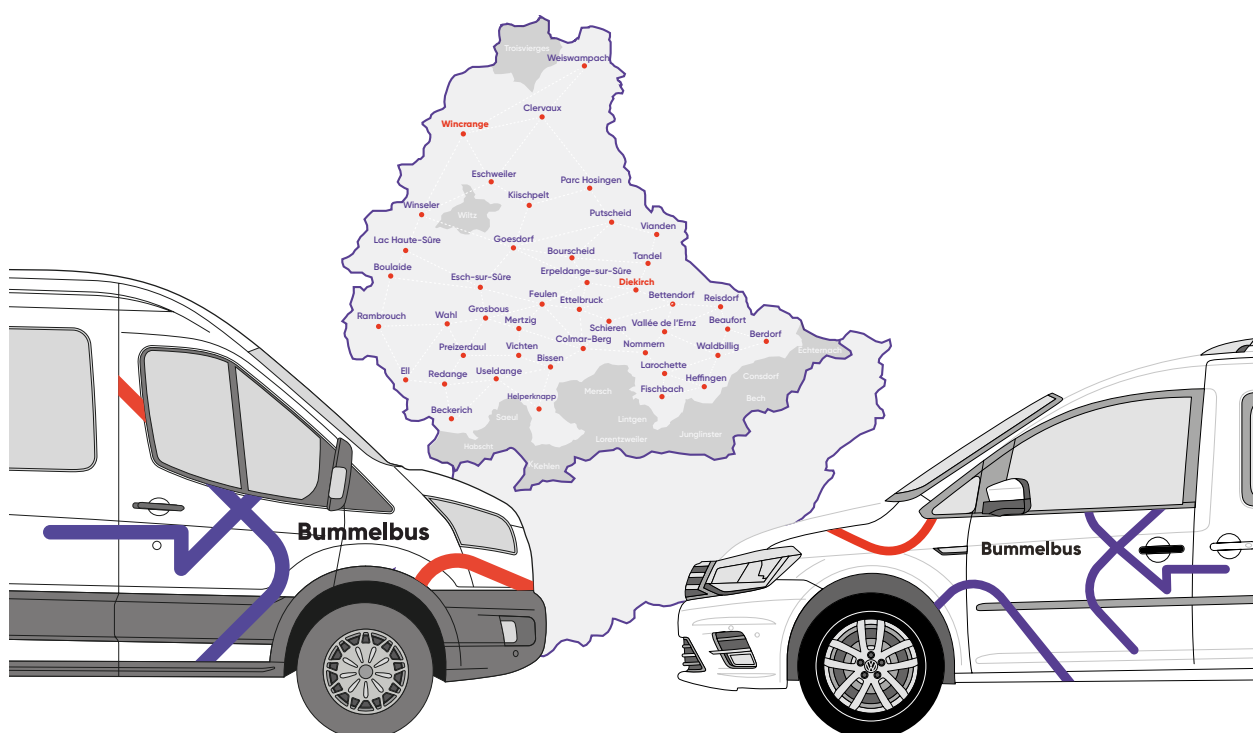 Troisvierges
Weiswampach
Clervaux
Wincrange
Eschweiler
Parc Hosingen
Kiischpelt
Winseler
Wiltz
Putscheid
Vianden
Lac Haute-Sûre
Goesdorf
Bourscheid
Tandel
Boulaide
Esch-sur-Sûre
Erpeldange-sur-Sûre
Diekirch
Feulen
Ettelbruck
Bettendorf
Reisdorf
Rambrouch
Wahl
Grosbous
Mertzig
Schieren
Vallée de l'Ernz
Beaufort
Berdorf
Colmar-Berg
Nommern
Waldbillig
Echternach
Preizerdaul
Vichten
Bissen
Larochette
Ell
Redange
Useldange
Heffingen
Consdorf
Fischbach
Mersch
Helperknapp
Bech
Beckerich
Saeul
Lintgen
Junglinster
Lorentzweiler
Habscht
Kehlen
Bummelbus
Bummelbus